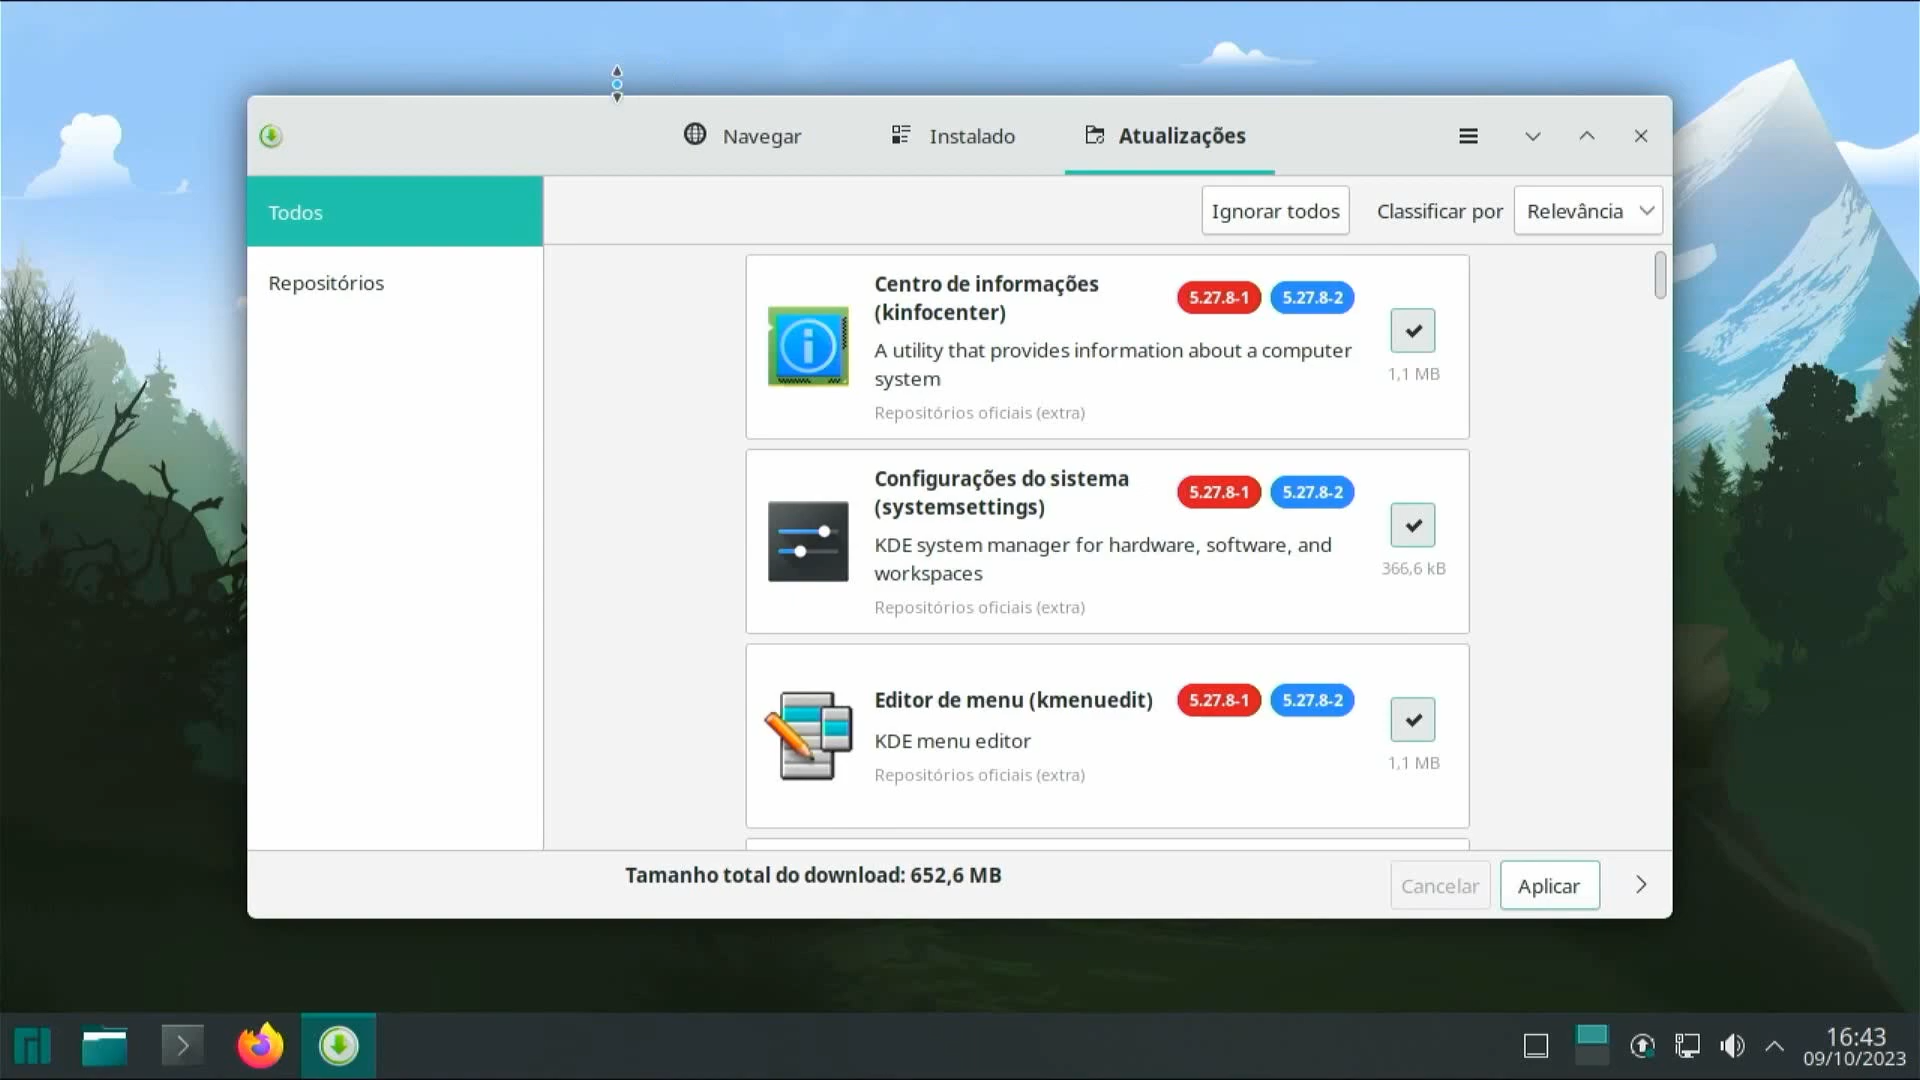 Navegar
Instalado
Atualizações
Todos
Repositórios
Ignorar todos
Classificar por
Relevância
Centro de informações
(kinfocenter)
5.27.8-1
5.27.8-2
A utility that provides information about a computer
system
Repositórios oficiais (extra)
1,1 MB
Configurações do sistema
(systemsettings)
5.27.8-1
5.27.8-2
KDE system manager for hardware, software, and
workspaces
Repositórios oficiais (extra)
366,6 kB
Editor de menu (kmenuedit)
5.27.8-1
5.27.8-2
KDE menu editor
Repositórios oficiais (extra)
1,1 MB
Tamanho total do download: 652,6 MB
Cancelar
Aplicar
16:43
09/10/2023